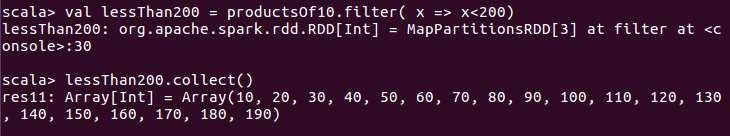 scala> val lessThan200 = productsOf10.filter( x => x<200)
lessThan200: org.apache.spark.rdd.RDD[Int] = MapPartitionsRDD[3] at filter at <c
onsole>:30
scala> lessThan200.collect()
res11: Array[Int] = Array(10, 20, 30, 40, 50, 60, 70, 80, 90, 100, 110, 120, 130
, 140, 150, 160, 170, 180, 190)